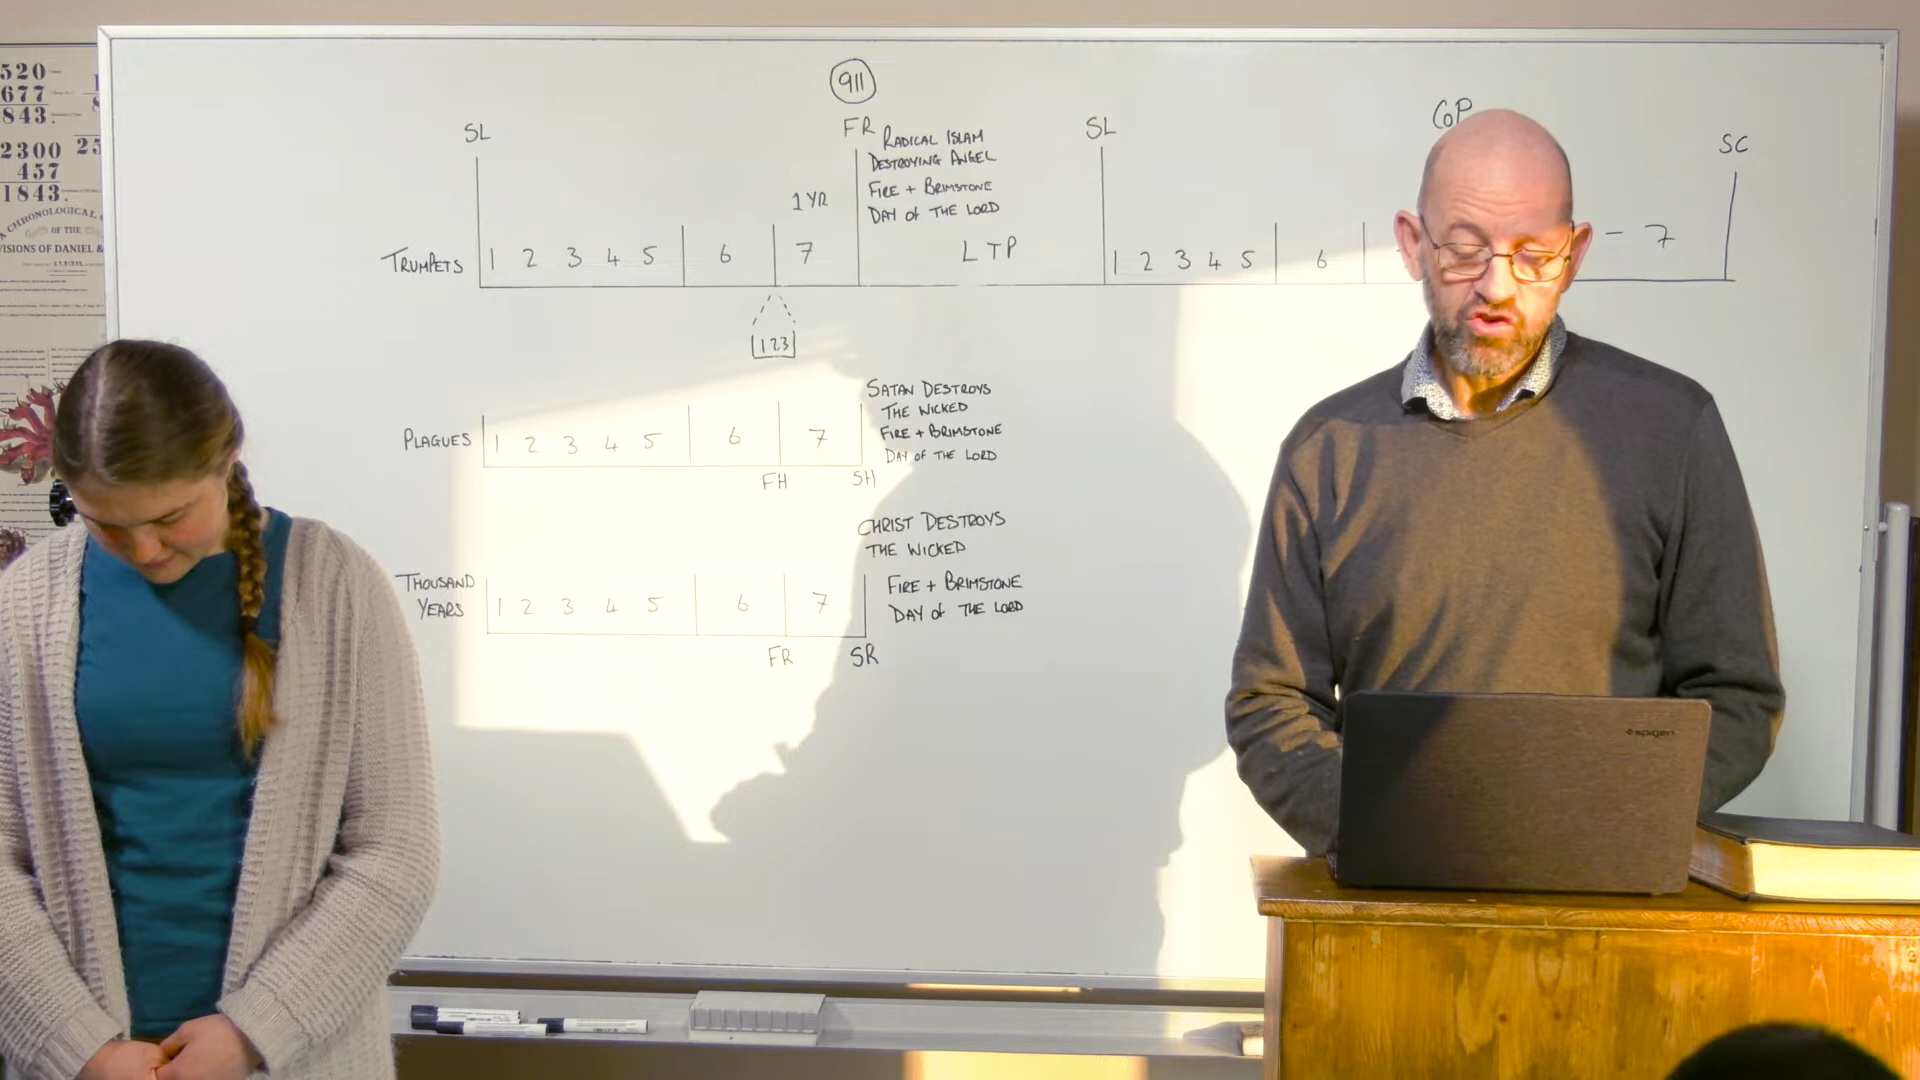 520
677
843.
2300
457
1843.
25
A CHRONOLOGICAL
OF THE
VISIONS OF DANIEL &
911
SL
FR
RADICAL ISLAM
DESTROYING ANGEL
FIRE + BRIMSTONE
DAY OF THE LORD
SL
COP
SC
1 YR
TRUMPETS 1 2 3 4 5 6 7
LTP
1 2 3 4 5 6
- 7
123
SATAN DESTROYS
THE WICKED
FIRE + BRIMSTONE
DAY OF THE LORD
PLAGUES 1 2 3 4 5 6 7
FH SH
CHRIST DESTROYS
THE WICKED
FIRE + BRIMSTONE
DAY OF THE LORD
THOUSAND
YEARS 1 2 3 4 5 6 7
FR SR
spigen